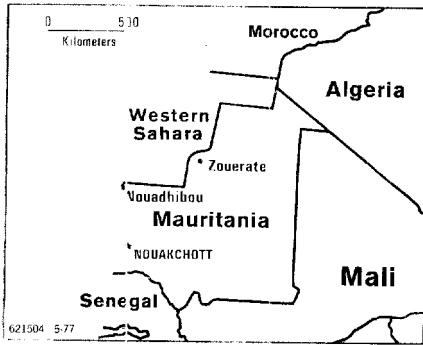 0 500
Kilometers
Morocco
Algeria
Western
Sahara
Zouerate
Nouadhibou
Mauritania
NOUAKCHOTT
Mali
Senegal
621504 5-77